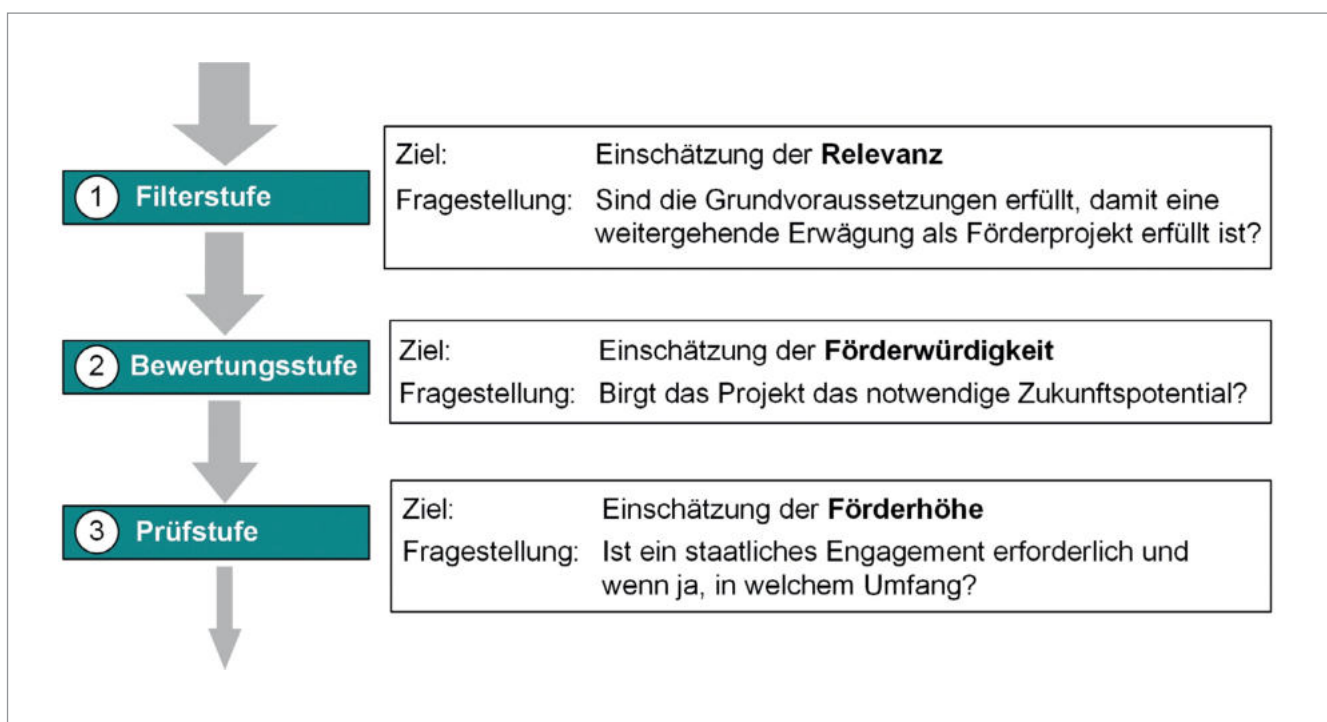 1 Filterstufe
Ziel: Einschätzung der Relevanz
Fragestellung: Sind die Grundvoraussetzungen erfüllt, damit eine
weitergehende Erwägung als Förderprojekt erfüllt ist?
2 Bewertungsstufe
Ziel: Einschätzung der Förderwürdigkeit
Fragestellung: Birgt das Projekt das notwendige Zukunftspotential?
3 Prüfstufe
Ziel: Einschätzung der Förderhöhe
Fragestellung: Ist ein staatliches Engagement erforderlich und
wenn ja, in welchem Umfang?